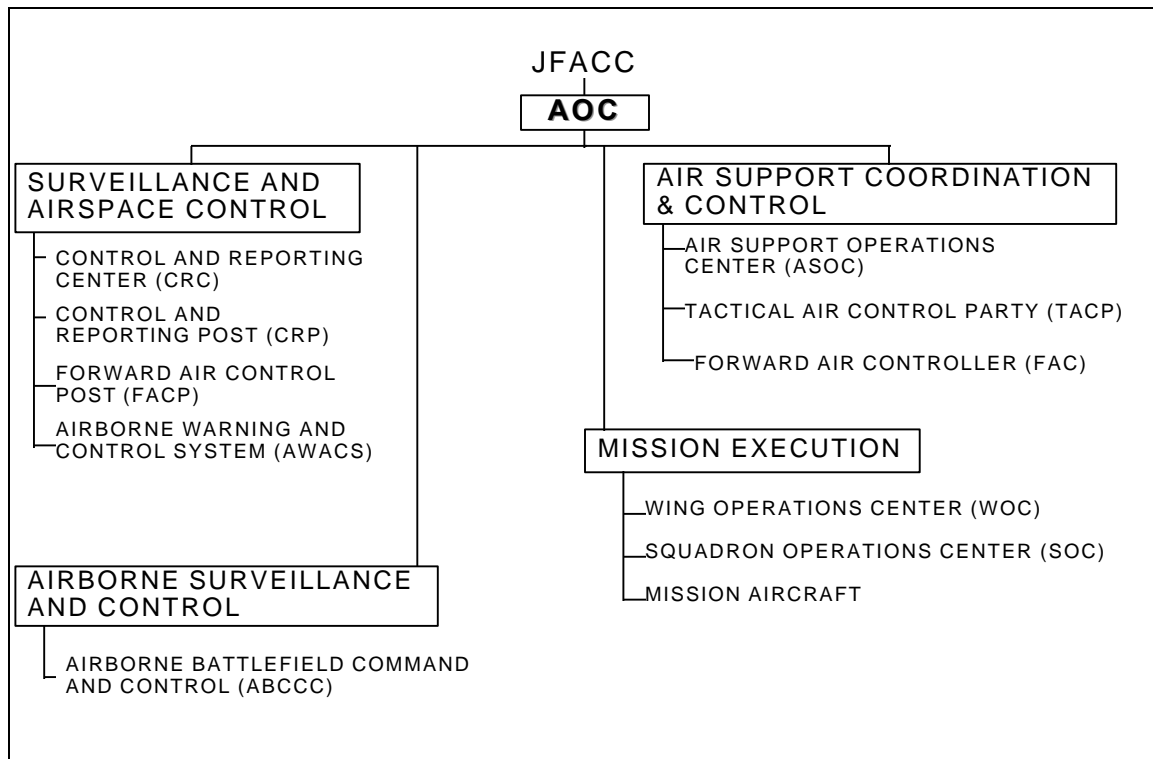 JFACC
AOC
SURVEILLANCE AND
AIRSPACE CONTROL
CONTROL AND REPORTING
CENTER (CRC)
CONTROL AND
REPORTING POST (CRP)
FORWARD AIR CONTROL
POST (FACP)
AIRBORNE WARNING AND
CONTROL SYSTEM (AWACS)
AIRBORNE SURVEILLANCE
AND CONTROL
AIRBORNE BATTLEFIELD COMMAND
AND CONTROL (ABCCC)
AIR SUPPORT COORDINATION
& CONTROL
AIR SUPPORT OPERATIONS
CENTER (ASOC)
TACTICAL AIR CONTROL PARTY (TACP)
FORWARD AIR CONTROLLER (FAC)
MISSION EXECUTION
WING OPERATIONS CENTER (WOC)
SQUADRON OPERATIONS CENTER (SOC)
MISSION AIRCRAFT